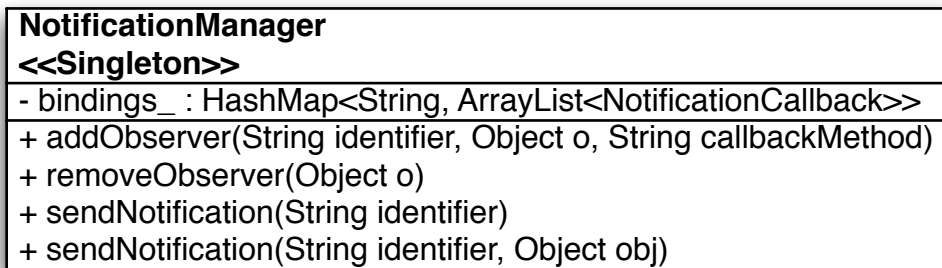 NotificationManager
<<Singleton>>
- bindings_ : HashMap<String, ArrayList<NotificationCallback>>
+ addObserver(String identifier, Object o, String callbackMethod)
+ removeObserver(Object o)
+ sendNotification(String identifier)
+ sendNotification(String identifier, Object obj)